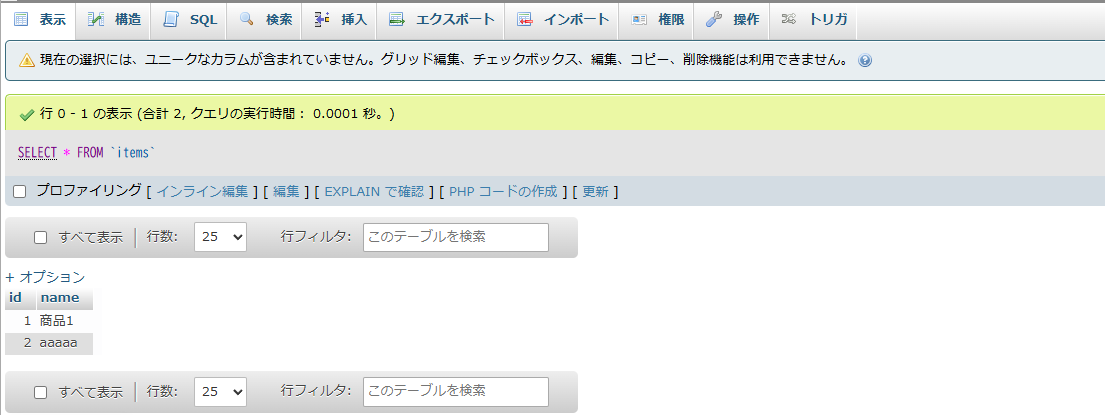 表示 構造 SQL 検索 挿入 エクスポート インポート 権限 操作 トリガ
現在の選択には、ユニークなカラムが含まれていません。グリッド編集、チェックボックス、編集、コピー、削除機能は利用できません。
行 0 - 1 の表示 (合計 2, クエリの実行時間： 0.0001 秒。)
SELECT * FROM `items`
プロファイリング [ インライン編集 ] [ 編集 ] [ EXPLAIN で確認 ] [ PHP コードの作成 ] [ 更新 ]
すべて表示 行数: 25 行フィルタ: このテーブルを検索
+ オプション
id name
1 商品1
2 aaaaa
すべて表示 行数: 25 行フィルタ: このテーブルを検索